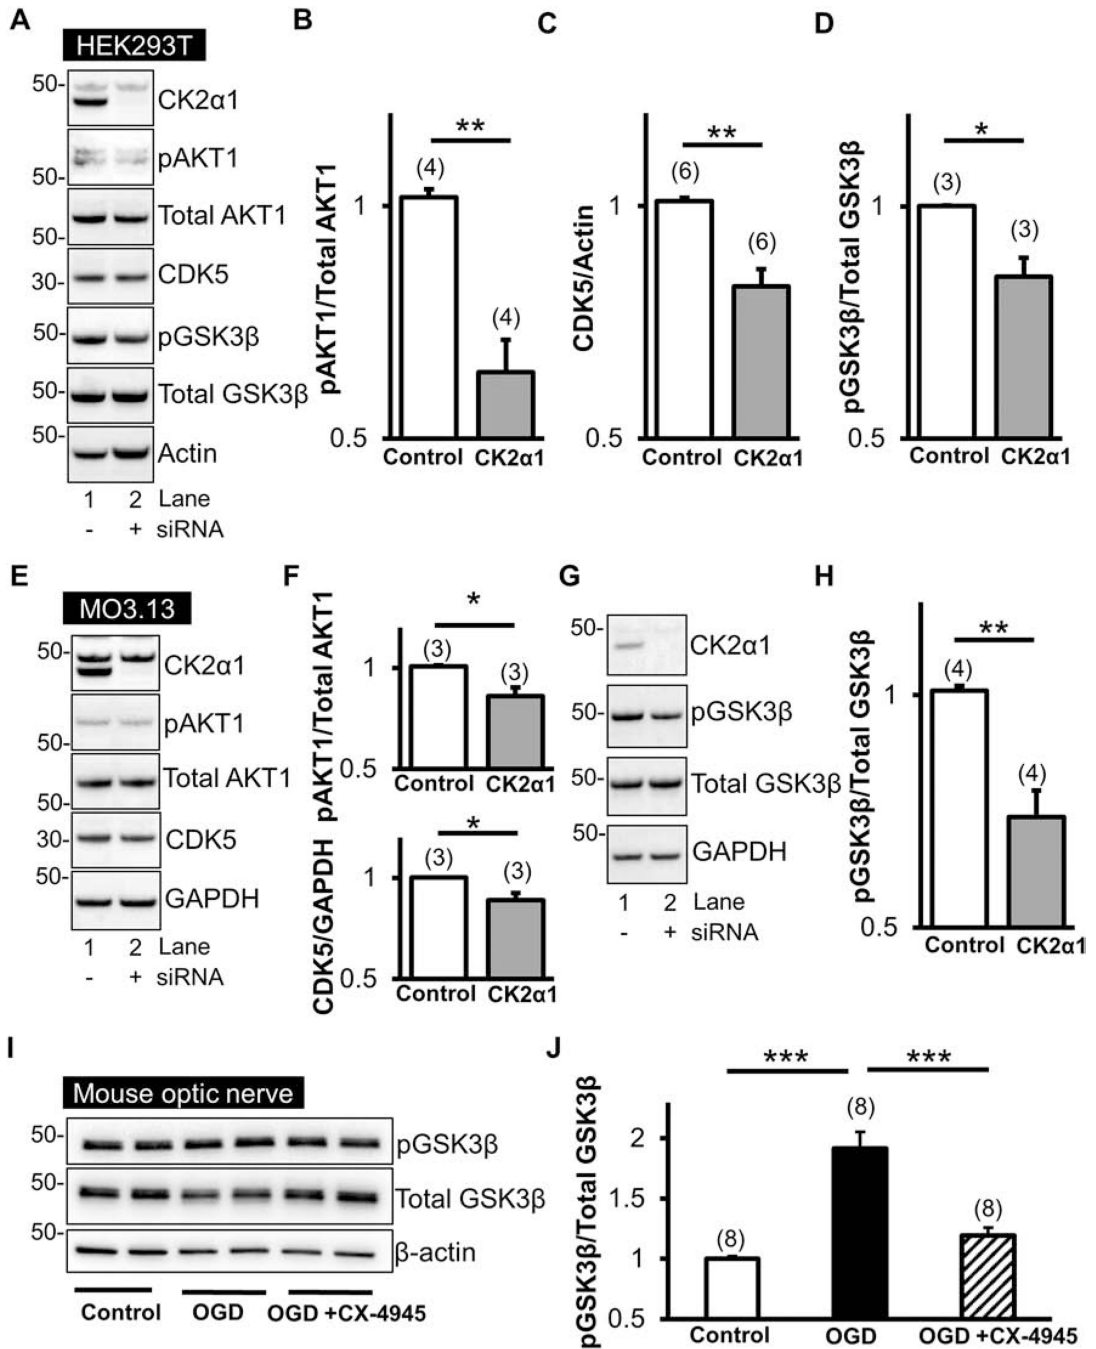 A
HEK293T
50-
CK2α1
pAKT1
50-
Total AKT1
50-
CDK5
30-
50-
pGSK3β
50-
Total GSK3β
50-
Actin
1 2 Lane
- + siRNA
B
pAKT1/Total AKT1
**
(4)
1
(4)
0.5
Control CK2α1
C
CDK5/Actin
**
(6)
1
(6)
0.5
Control CK2α1
D
pGSK3β/Total GSK3β
*
(3)
1
(3)
0.5
Control CK2α1
E
MO3.13
50-
CK2α1
pAKT1
50-
Total AKT1
50-
30-
CDK5
50-
GAPDH
1 2 Lane
- + siRNA
F
pAKT1/Total AKT1
*
(3)
1
(3)
0.5
Control CK2α1
CDK5/GAPDH
*
(3)
1
(3)
0.5
Control CK2α1
G
50-
CK2α1
50-
pGSK3β
50-
Total GSK3β
50-
GAPDH
1 2 Lane
- + siRNA
H
pGSK3β/Total GSK3β
**
(4)
1
(4)
0.5
Control CK2α1
I
Mouse optic nerve
50-
pGSK3β
50-
Total GSK3β
50-
β-actin
Control OGD OGD +CX-4945
J
pGSK3β/Total GSK3β
*** ***
(8)
2
1.5
(8)
(8)
1
0.5
Control OGD OGD +CX-4945